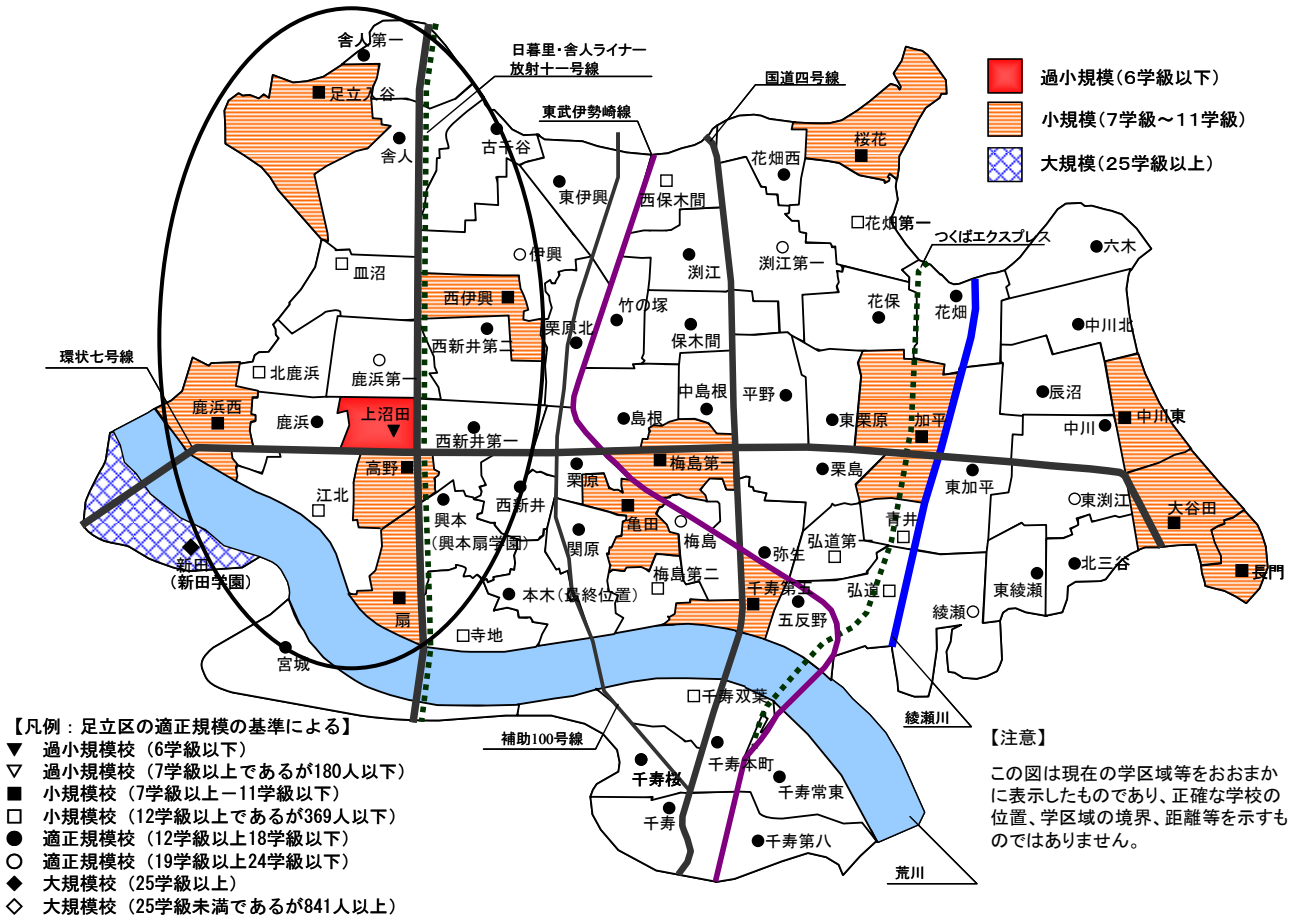 舎人第一
足立入谷
舎人
日暮里・舎人ライナー
放射十一号線
古千谷
東武伊勢崎線
国道四号線
過小規模(6学級以下)
小規模(7学級～11学級)
大規模(25学級以上)
桜花
花畑西
東伊興
西保木間
花畑第一
つくばエクスプレス
六木
伊興
渕江
渕江第一
皿沼
西伊興
竹の塚
花保
花畑
中川北
栗原北
保木間
西新井第二
環状七号線
北鹿浜
鹿浜第一
鹿浜西
鹿浜
上沼田
西新井第一
島根
中島根
平野
東栗原
加平
辰沼
中川
中川東
高野
栗原
梅島第一
栗島
東加平
江北
興本
(興本扇学園)
西新井
亀田
東渕江
大谷田
新田
(新田学園)
関原
梅島
弥生
弘道第一
青井
北三谷
長門
扇
本木(最終位置)
梅島第二
千寿第五
五反野
弘道
東綾瀬
綾瀬
寺地
宮城
千寿双葉
綾瀬川
補助100号線
千寿桜
千寿本町
千寿常東
千寿
千寿第八
荒川
【凡例：足立区の適正規模の基準による】
▼ 過小規模校（6学級以下）
▽ 過小規模校（7学級以上であるが180人以下）
■ 小規模校（7学級以上－11学級以下）
□ 小規模校（12学級以上であるが369人以下）
● 適正規模校（12学級以上18学級以下）
○ 適正規模校（19学級以上24学級以下）
◆ 大規模校（25学級以上）
◇ 大規模校（25学級未満であるが841人以上）
【注意】
この図は現在の学区域等をおおまか
に表示したものであり、正確な学校の
位置、学区域の境界、距離等を示すも
のではありません。